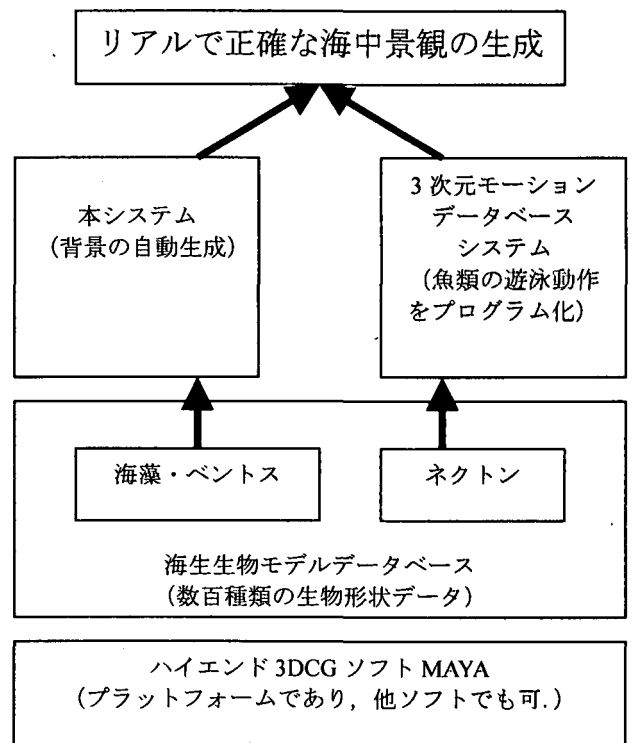 リアルで正確な海中景観の生成
本システム
（背景の自動生成）
3次元モーション
データベース
システム
（魚類の遊泳動作
をプログラム化）
海藻・ベントス
ネクトン
海生生物モデルデータベース
（数百種類の生物形状データ）
ハイエンド3DCGソフトMAYA
（プラットフォームであり，他ソフトでも可.）